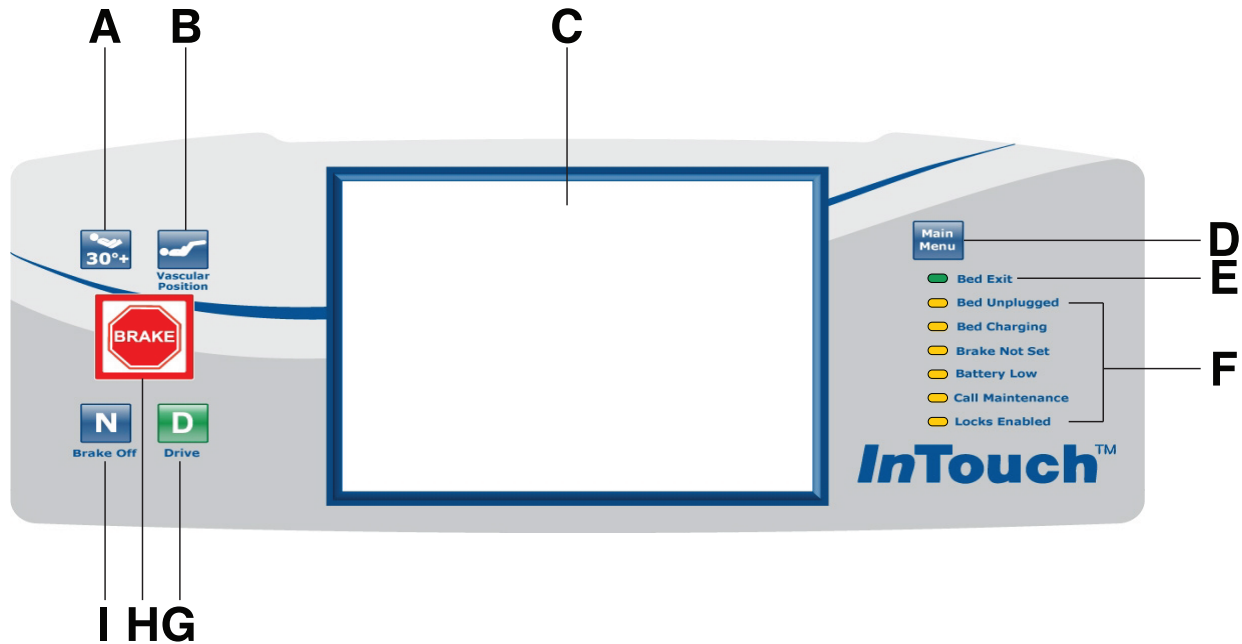 A B C
30°+
Vascular
Position
BRAKE
N
Brake Off
D
Drive
Main
Menu
D
Bed Exit
E
Bed Unplugged
Bed Charging
Brake Not Set
F
Battery Low
Call Maintenance
Locks Enabled
InTouch™
I H G